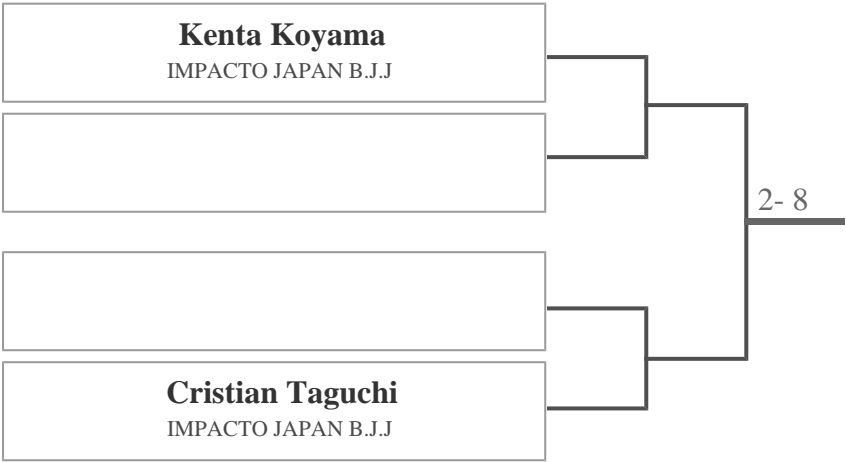 Kenta Koyama
IMPACTO JAPAN B.J.J
2- 8
Cristian Taguchi
IMPACTO JAPAN B.J.J